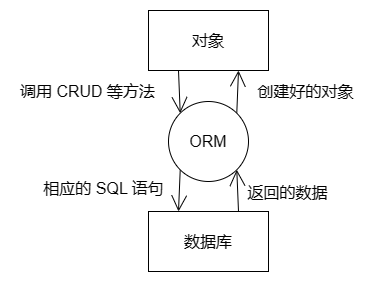 对象
调用 CRUD 等方法
创建好的对象
ORM
相应的 SQL 语句
返回的数据
数据库